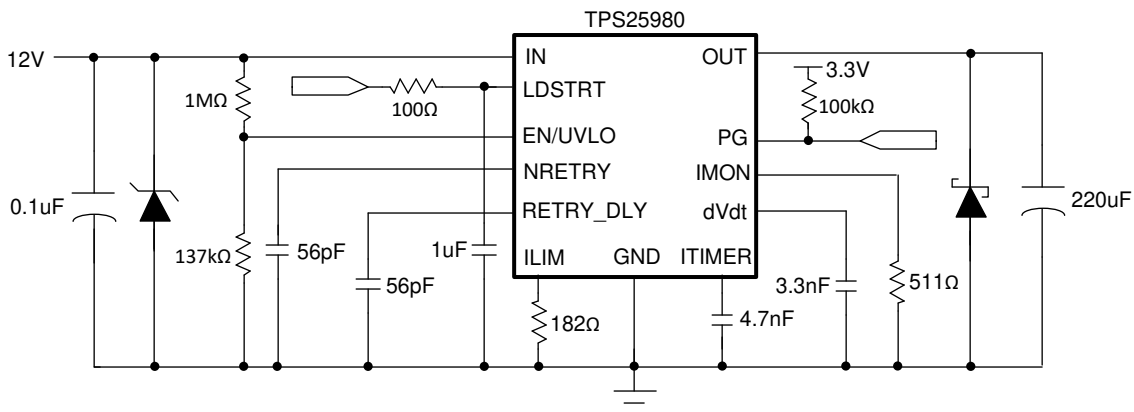 TPS25980
12V
IN
OUT
3.3V
LDSTRT
1MΩ
100Ω
100kΩ
EN/UVLO
PG
NRETRY
IMON
0.1uF
RETRY_DLY
dVdt
220uF
137kΩ
56pF
56pF
1uF
ILIM
GND
ITIMER
3.3nF
511Ω
182Ω
4.7nF